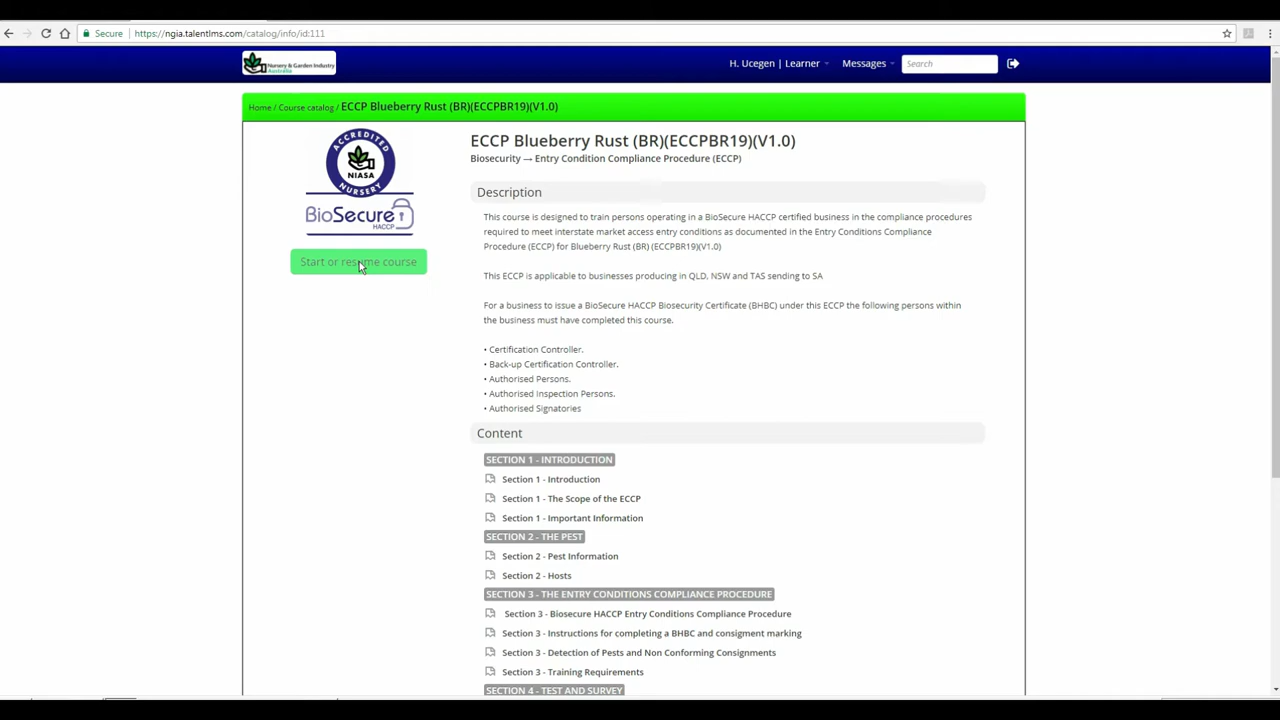 Secure
https://ngia.talentlms.com/catalog/info/id:111
Nursery & Garden Industry
Australia
H. Ucegen | Learner
Messages
Search
Home / Course catalog / ECCP Blueberry Rust (BR)(ECCPBR19)(V1.0)
ACCREDITED
NIASA
NURSERY
BioSecure
HACCP
Start or resume course
ECCP Blueberry Rust (BR)(ECCPBR19)(V1.0)
Biosecurity → Entry Condition Compliance Procedure (ECCP)
Description
This course is designed to train persons operating in a BioSecure HACCP certified business in the compliance procedures
required to meet interstate market access entry conditions as documented in the Entry Conditions Compliance
Procedure (ECCP) for Blueberry Rust (BR) (ECCPBR19)(V1.0)
This ECCP is applicable to businesses producing in QLD, NSW and TAS sending to SA
For a business to issue a BioSecure HACCP Biosecurity Certificate (BHBC) under this ECCP the following persons within
the business must have completed this course.
• Certification Controller.
• Back-up Certification Controller.
• Authorised Persons.
• Authorised Inspection Persons.
• Authorised Signatories
Content
SECTION 1 - INTRODUCTION
Section 1 - Introduction
Section 1 - The Scope of the ECCP
Section 1 - Important Information
SECTION 2 - THE PEST
Section 2 - Pest Information
Section 2 - Hosts
SECTION 3 - THE ENTRY CONDITIONS COMPLIANCE PROCEDURE
Section 3 - Biosecure HACCP Entry Conditions Compliance Procedure
Section 3 - Instructions for completing a BHBC and consigment marking
Section 3 - Detection of Pests and Non Conforming Consignments
Section 3 - Training Requirements
SECTION 4 - TEST AND SURVEY